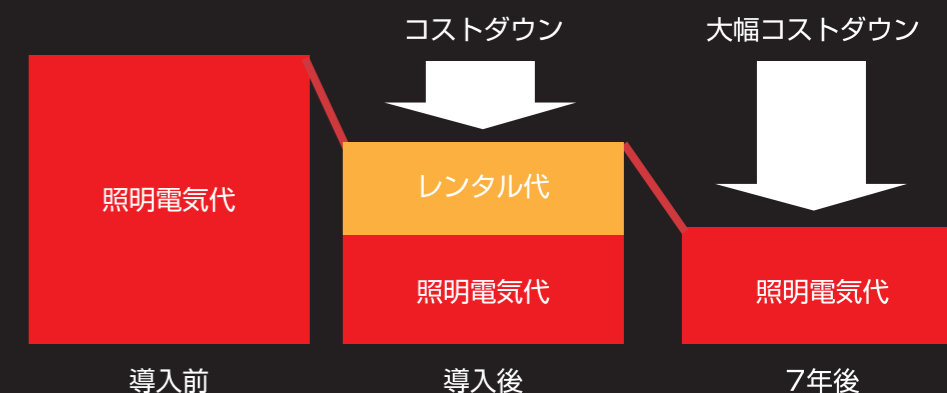 コストダウン
大幅コストダウン
照明電気代
レンタル代
照明電気代
照明電気代
導入前
導入後
7年後